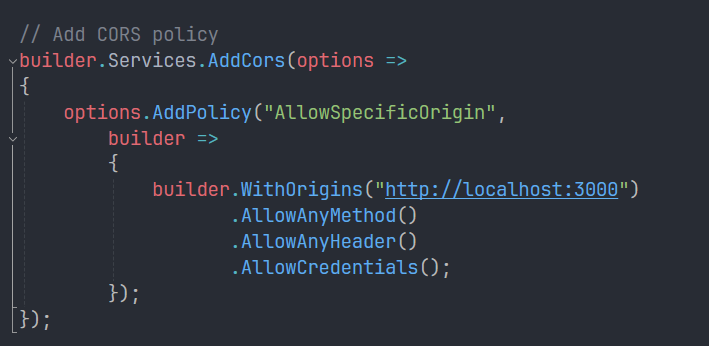 // Add CORS policy
builder.Services.AddCors(options =>
{
    options.AddPolicy("AllowSpecificOrigin",
        builder =>
        {
            builder.WithOrigins("http://localhost:3000")
                   .AllowAnyMethod()
                   .AllowAnyHeader()
                   .AllowCredentials();
        });
});